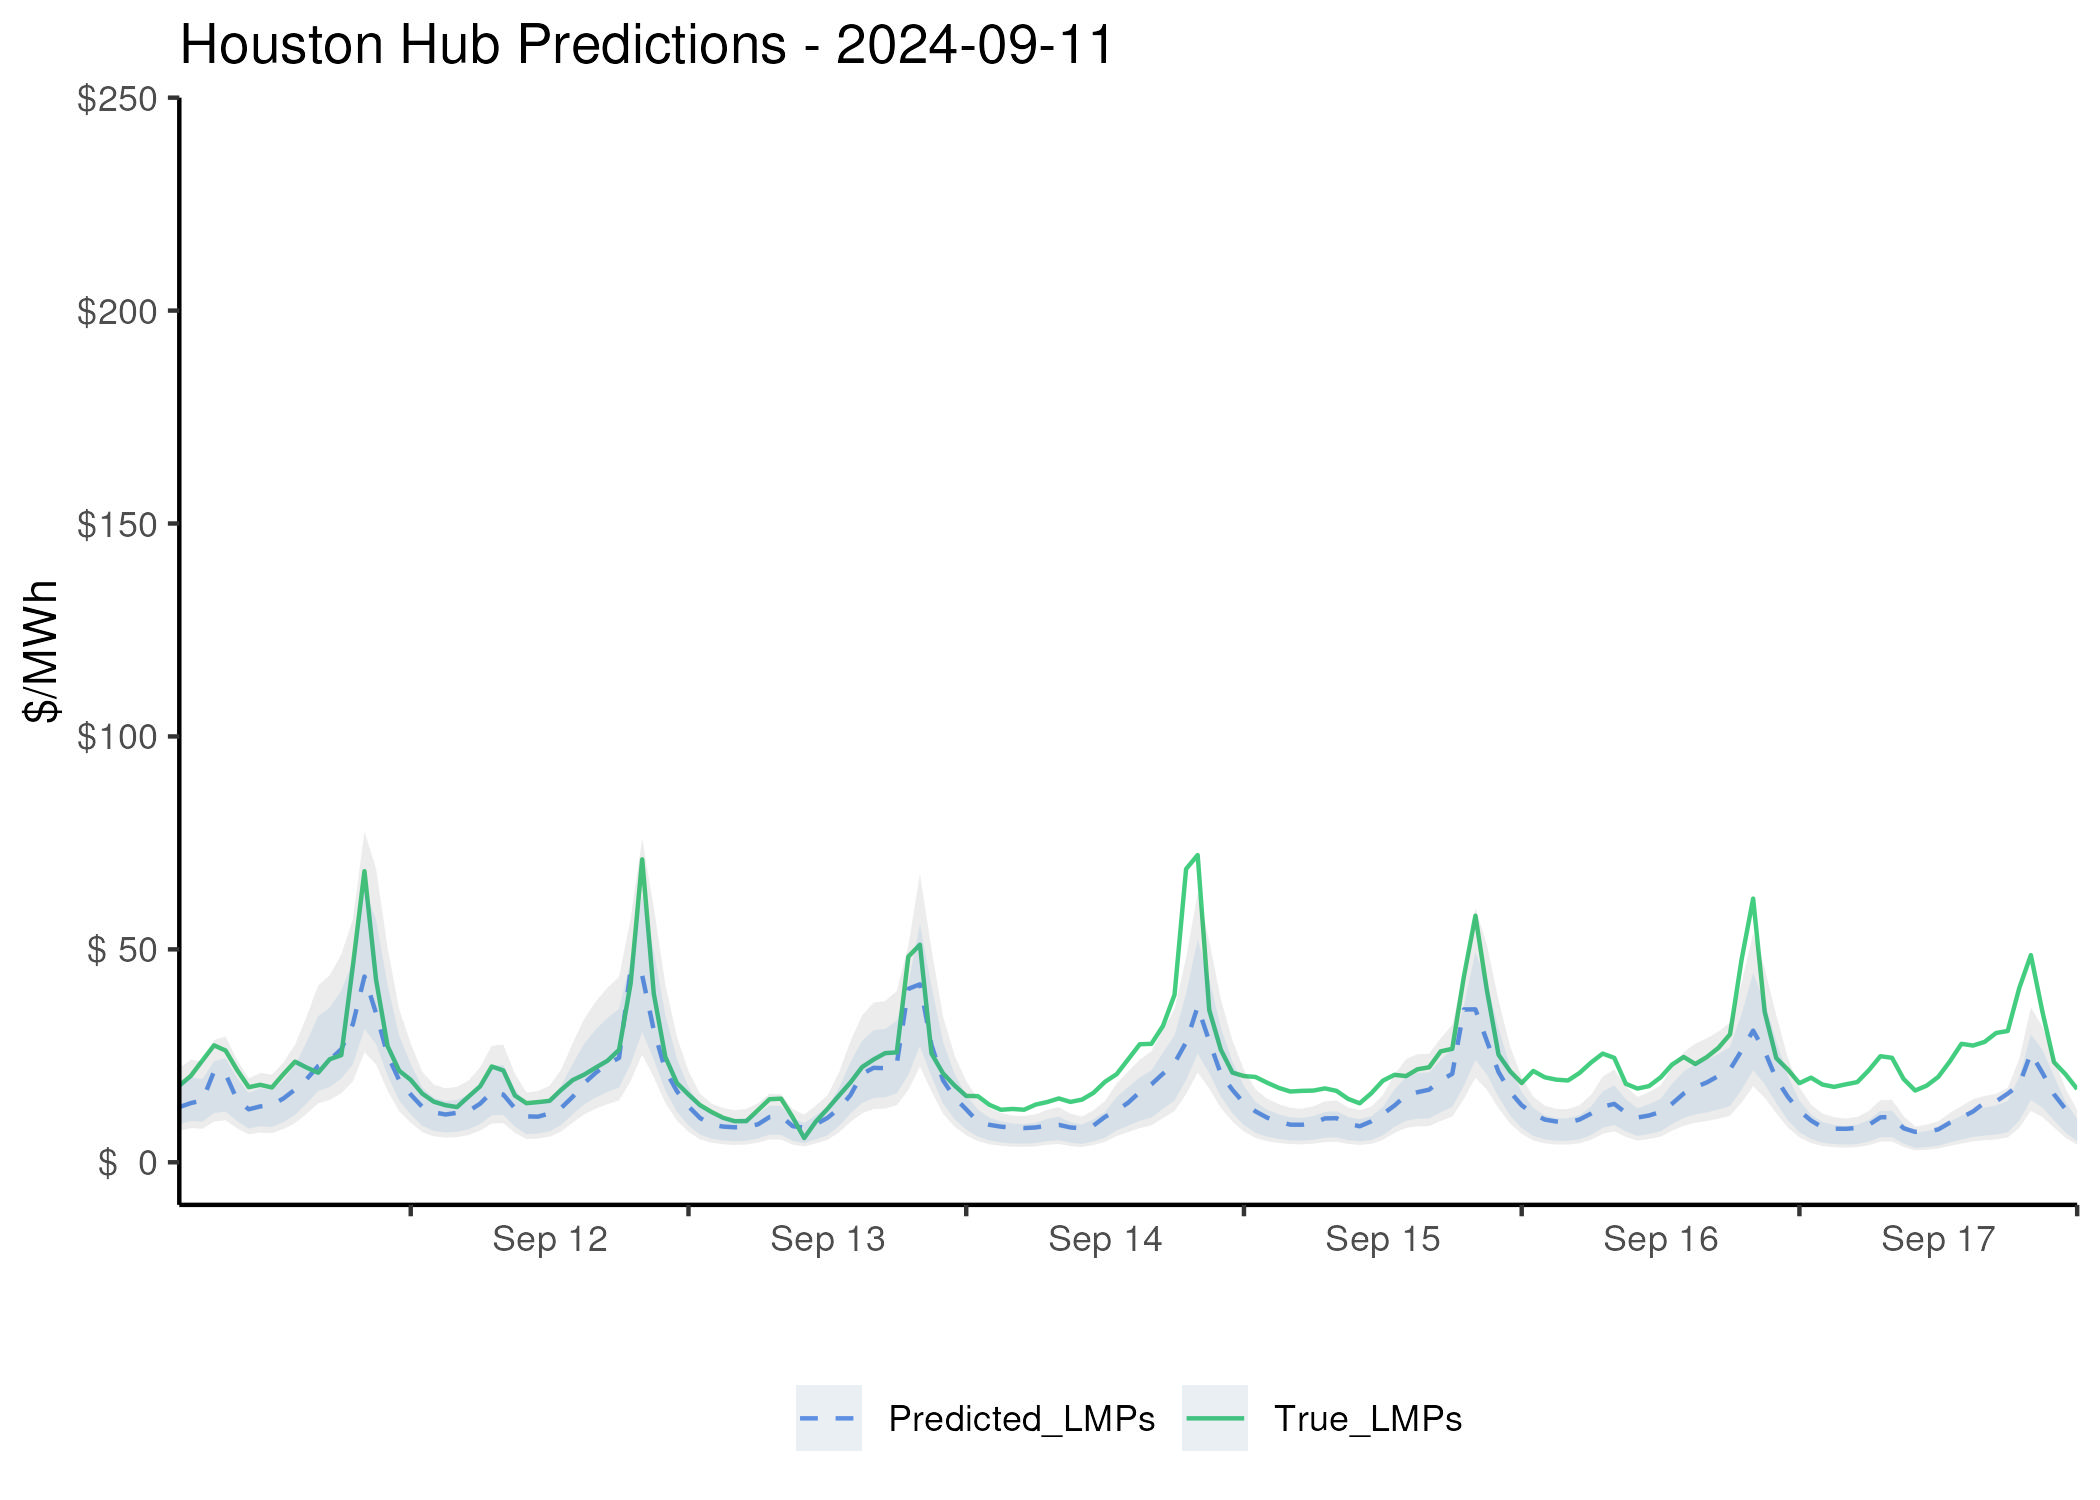 Houston Hub Predictions - 2024-09-11
$250
$200
$150
$100
$ 50
$  0
$/MWh
Sep 12
Sep 13
Sep 14
Sep 15
Sep 16
Sep 17
Predicted_LMPs
True_LMPs